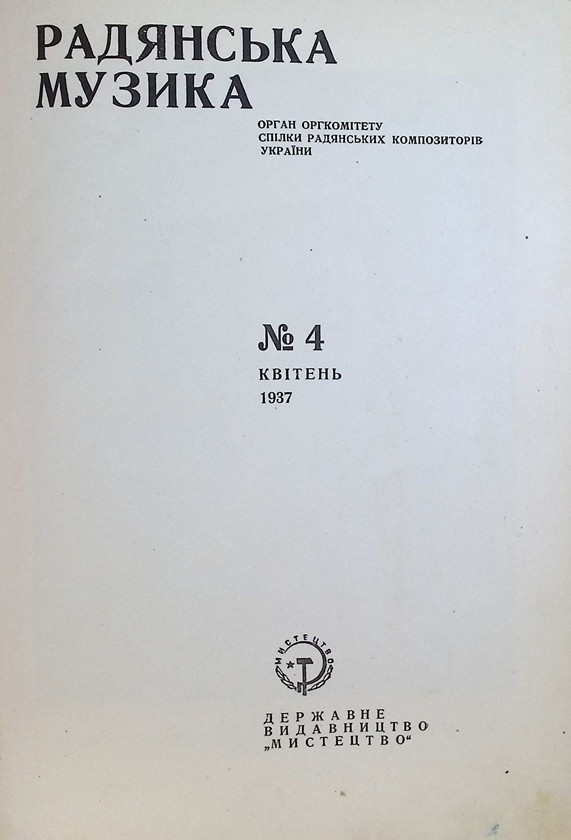 РАДЯНСЬКА
МУЗИКА
ОРГАН ОРГКОМІТЕТУ
СПІЛКИ РАДЯНСЬКИХ КОМПОЗИТОРІВ
УКРАЇНИ
№ 4
КВІТЕНЬ
1937
МИСТЕЦТВО
ДЕРЖАВНЕ
ВИДАВНИЦТВО
„МИСТЕЦТВО“